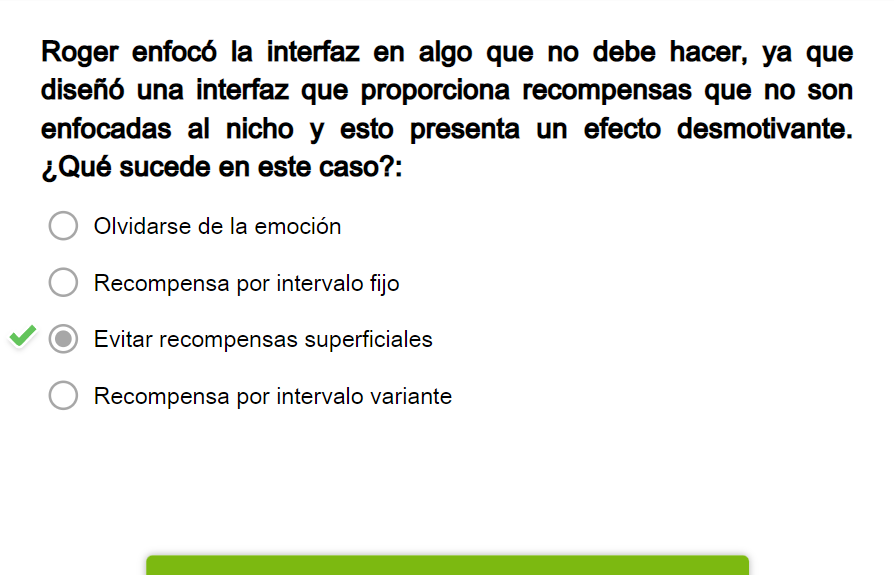 Roger enfocó la interfaz en algo que no debe hacer, ya que
diseñó una interfaz que proporciona recompensas que no son
enfocadas al nicho y esto presenta un efecto desmotivante.
¿Qué sucede en este caso?:
Olvidarse de la emoción
Recompensa por intervalo fijo
Evitar recompensas superficiales
Recompensa por intervalo variante